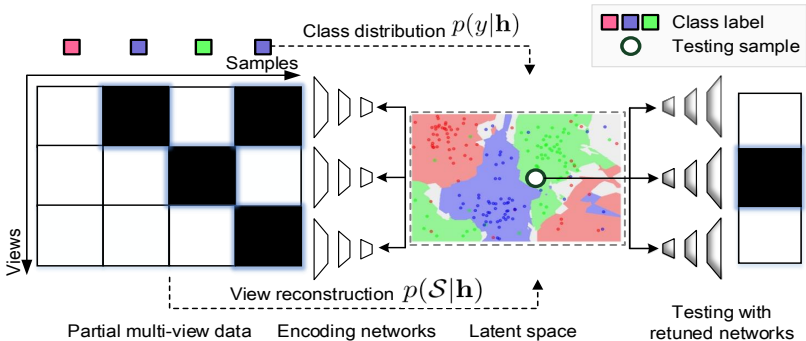 Class distribution p(y|h)
Class label
Testing sample
Samples
Views
View reconstruction p(S|h)
Partial multi-view data
Encoding networks
Latent space
Testing with
retuned networks